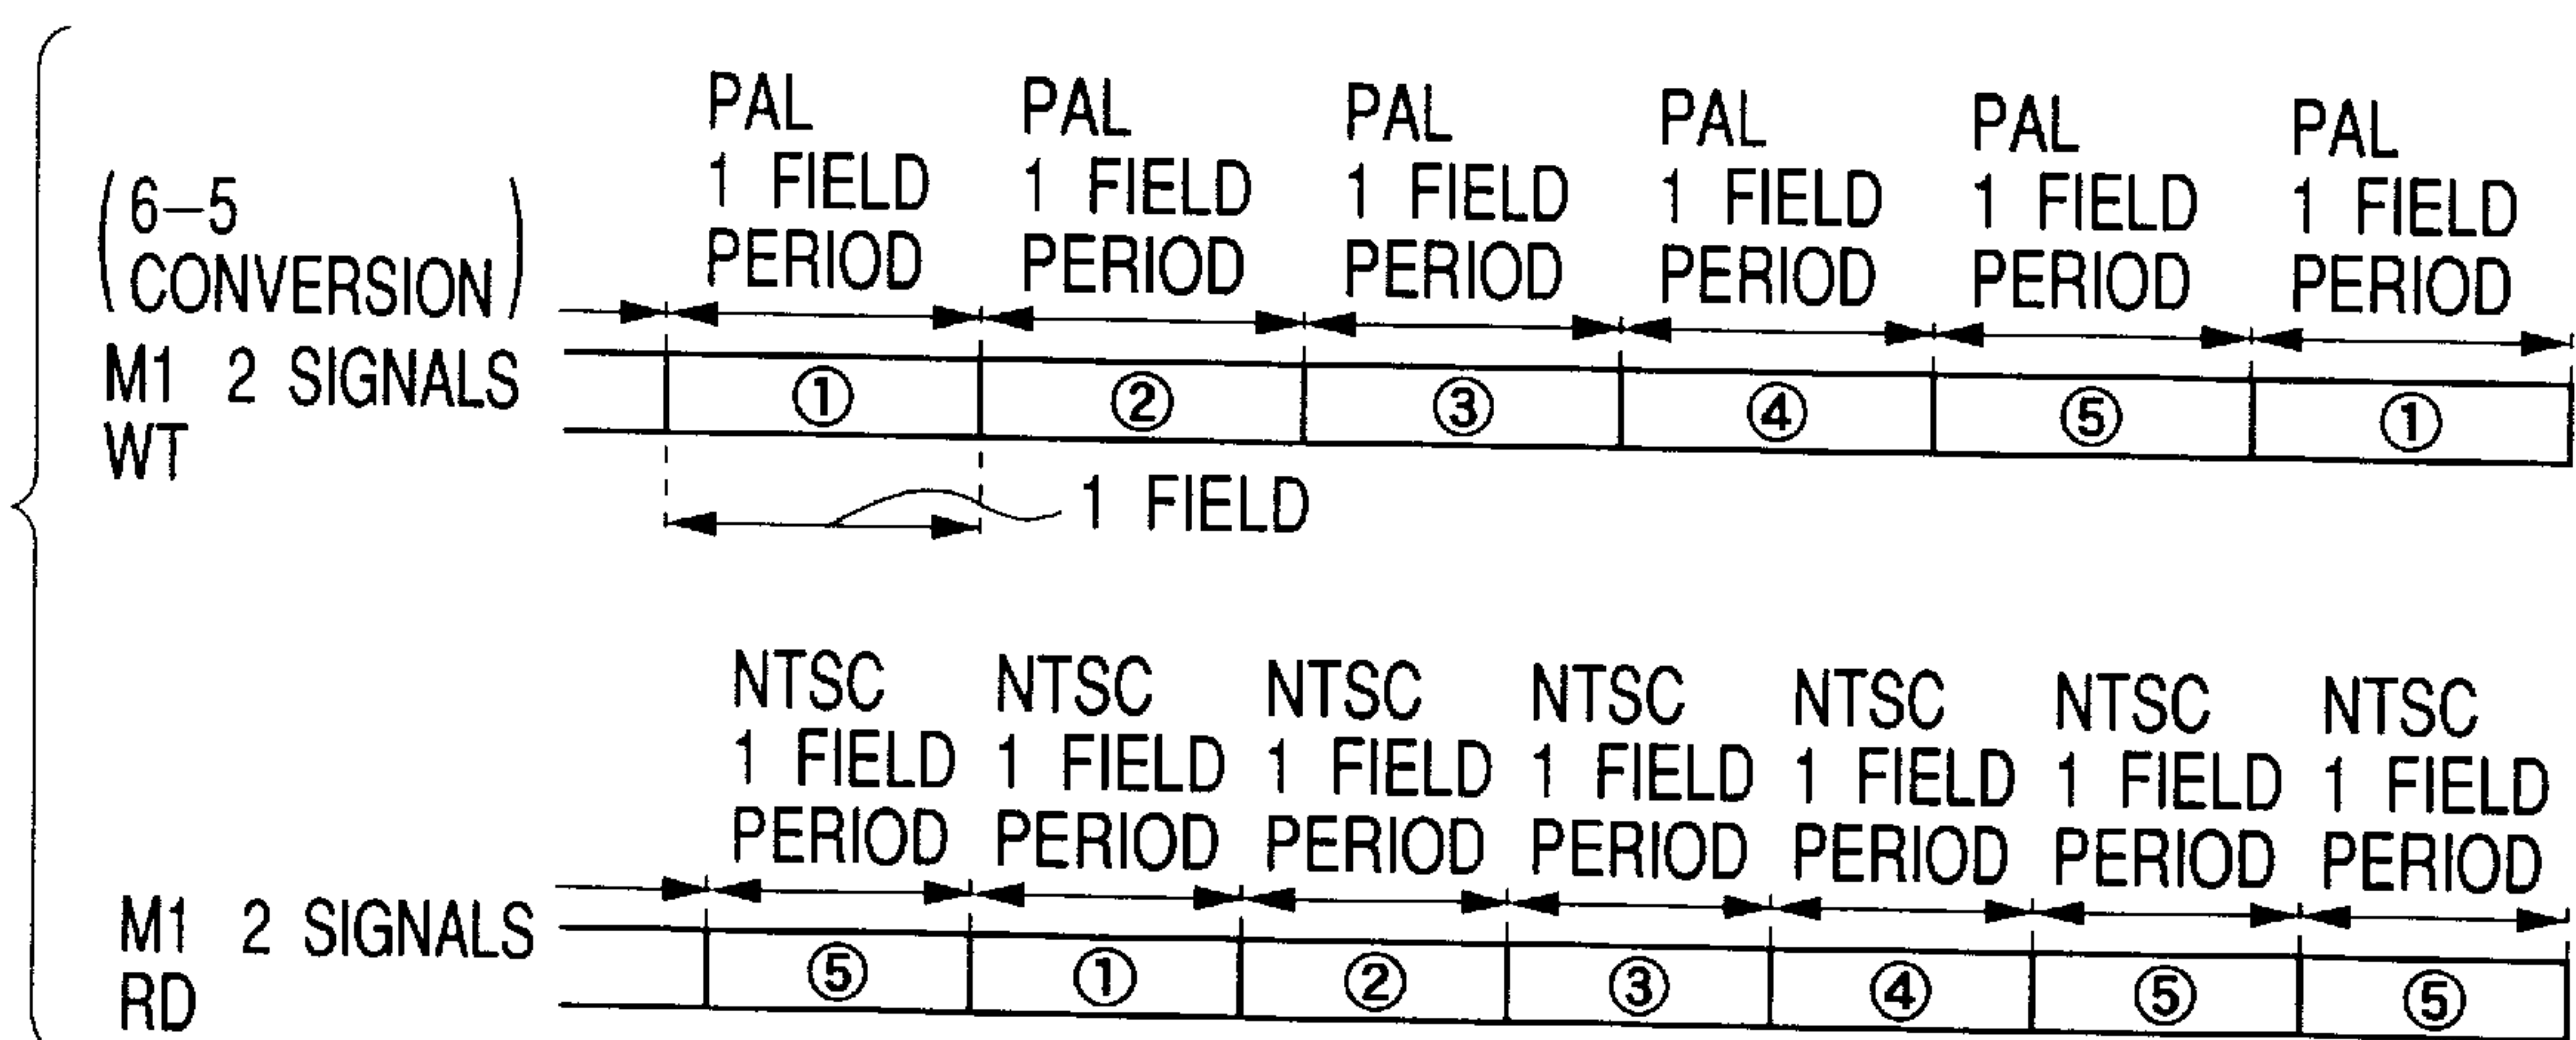 PAL PAL PAL PAL PAL PAL
1 FIELD 1 FIELD 1 FIELD 1 FIELD 1 FIELD 1 FIELD
PERIOD PERIOD PERIOD PERIOD PERIOD PERIOD
(6-5
CONVERSION)
M1 2 SIGNALS
WT
① ② ③ ④ ⑤ ①
1 FIELD
NTSC NTSC NTSC NTSC NTSC NTSC NTSC
1 FIELD 1 FIELD 1 FIELD 1 FIELD 1 FIELD 1 FIELD 1 FIELD
PERIOD PERIOD PERIOD PERIOD PERIOD PERIOD PERIOD
M1 2 SIGNALS
RD
⑤ ① ② ③ ④ ⑤ ⑤